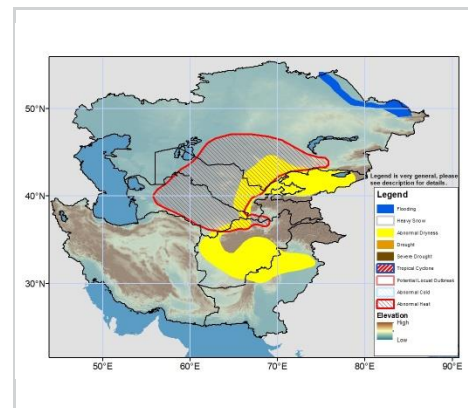 50°N
40°N
30°N
50°E
60°E
70°E
80°E
90°E
Legend is very general, please
see description for details.
Legend
Flooding
Heavy Snow
Abnormal Dryness
Drought
Severe Drought
Tropical Cyclone
Potential Locust Outbreak
Abnormal Cold
Abnormal Heat
Elevation
High
Low